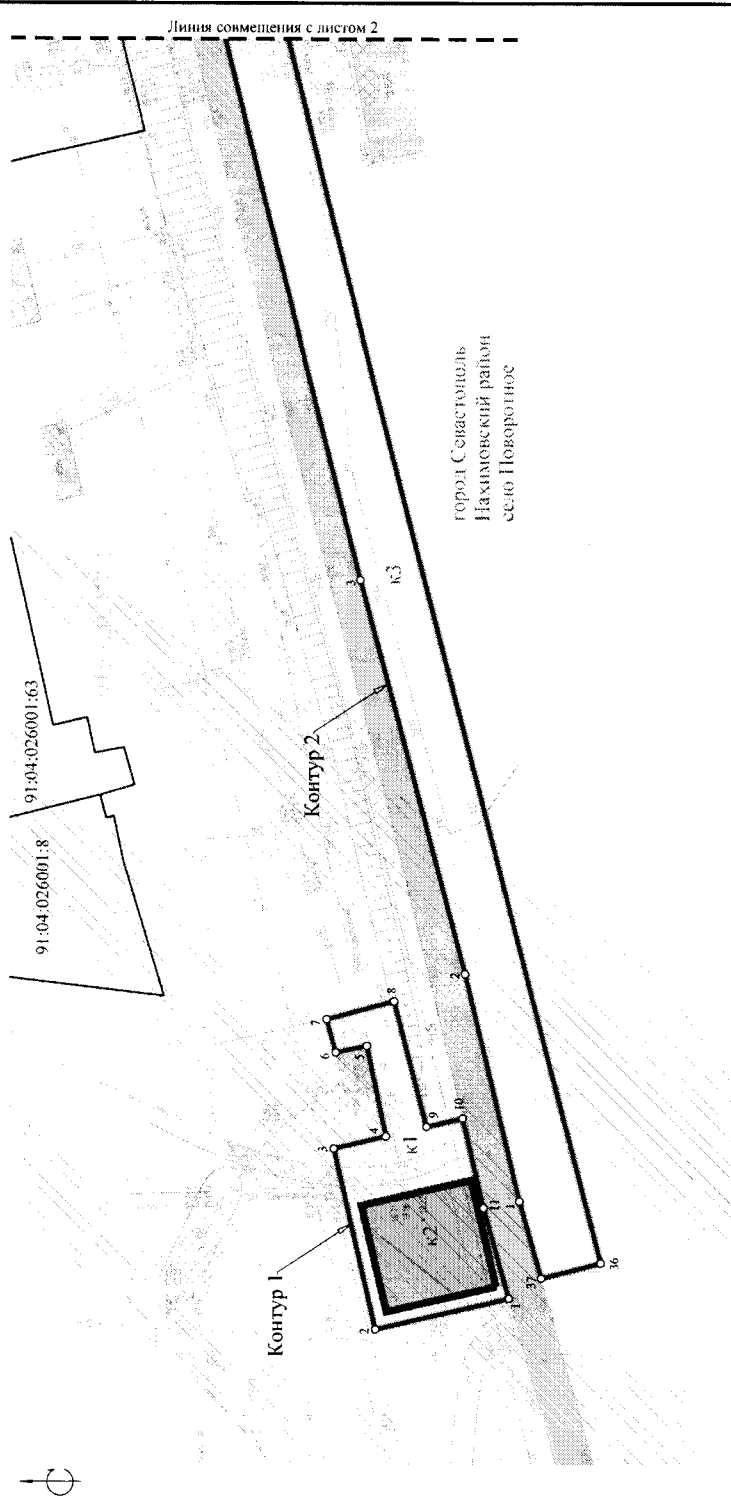 Линия совмещения с листом 2
91:04:026001:63
91:04:026001:8
Контур 2
Контур 1
город Севастополь
Нахимовский район
село Поворотное
3
к3
2
7
6
5
8
3
4
к1
9
10
к2
11
1
2
1
37
36
С